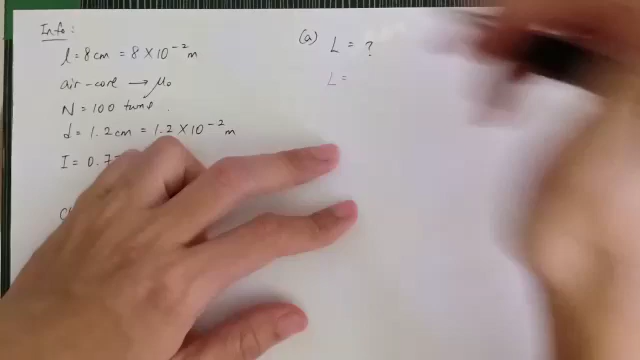 Info:
l = 8 cm = 8 × 10⁻² m
air-core → μ₀
N = 100 turns.
d = 1.2 cm = 1.2 × 10⁻² m
I = 0.7
(a) L = ?
L =